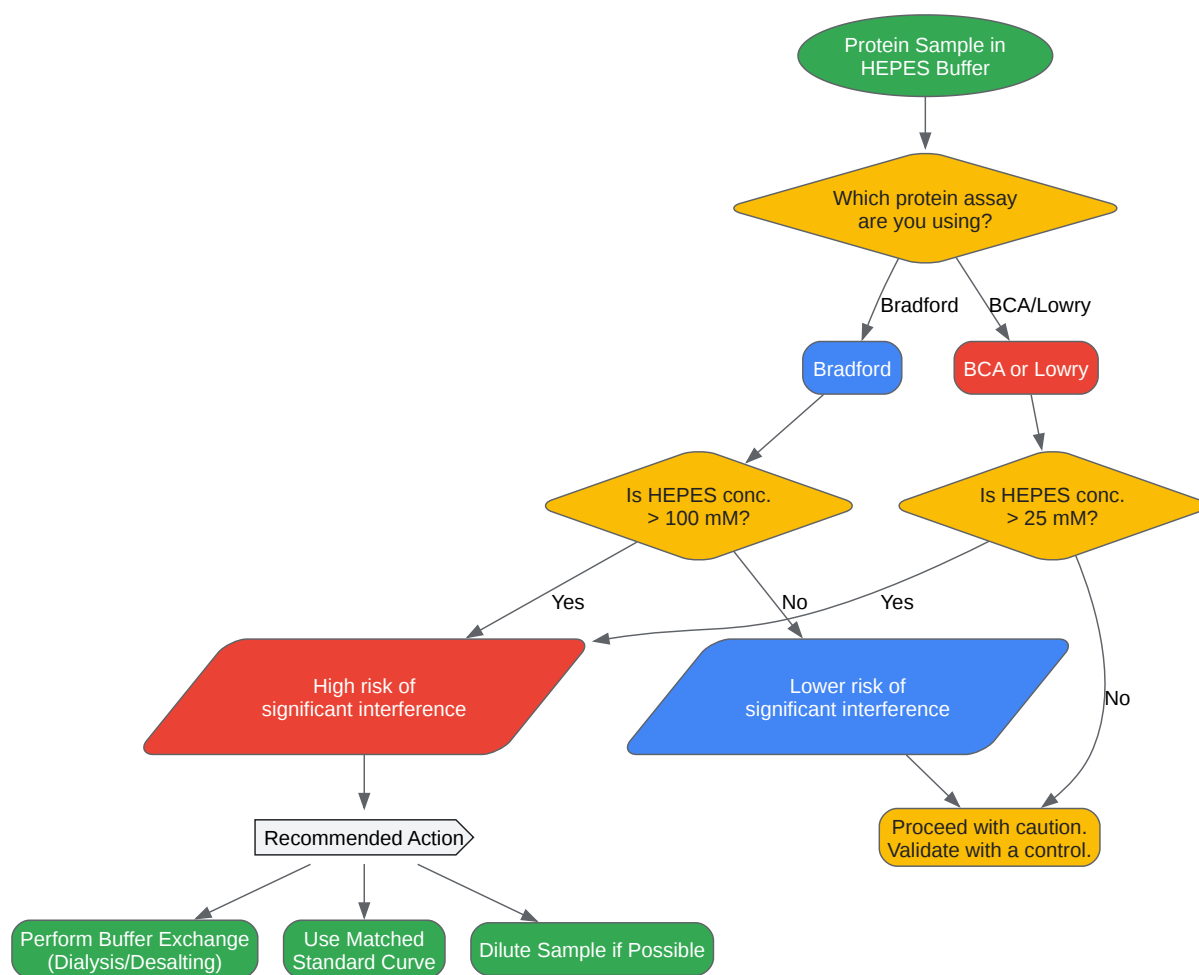 Protein Sample in
HEPES Buffer
Which protein assay
are you using?
Bradford
BCA/Lowry
Bradford
BCA or Lowry
Is HEPES conc.
> 100 mM?
Is HEPES conc.
> 25 mM?
Yes
No
Yes
High risk of
significant interference
Lower risk of
significant interference
No
Recommended Action
Proceed with caution.
Validate with a control.
Perform Buffer Exchange
(Dialysis/Desalting)
Use Matched
Standard Curve
Dilute Sample if Possible